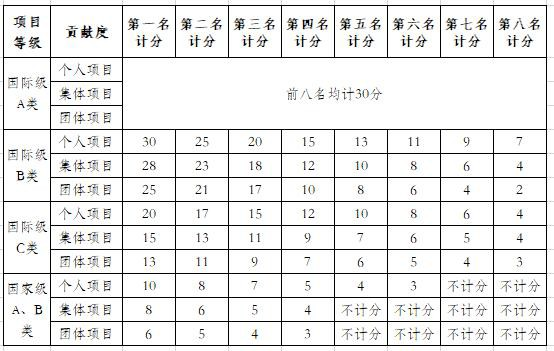 项目等级 贡献度 第一名计分 第二名计分 第三名计分 第四名计分 第五名计分 第六名计分 第七名计分 第八名计分
国际级A类 个人项目 前八名均计30分
集体项目
团体项目
国际级B类 个人项目 30 25 20 15 13 11 9 7
集体项目 28 23 18 12 10 8 6 4
团体项目 25 21 17 10 8 6 4 2
国际级C类 个人项目 20 17 15 12 10 8 6 4
集体项目 15 13 11 9 7 6 5 4
团体项目 13 11 9 7 6 5 4 3
国家级A、B类 个人项目 10 8 7 5 4 3 不计分 不计分
集体项目 8 6 5 4 不计分 不计分 不计分 不计分
团体项目 6 5 4 3 不计分 不计分 不计分 不计分